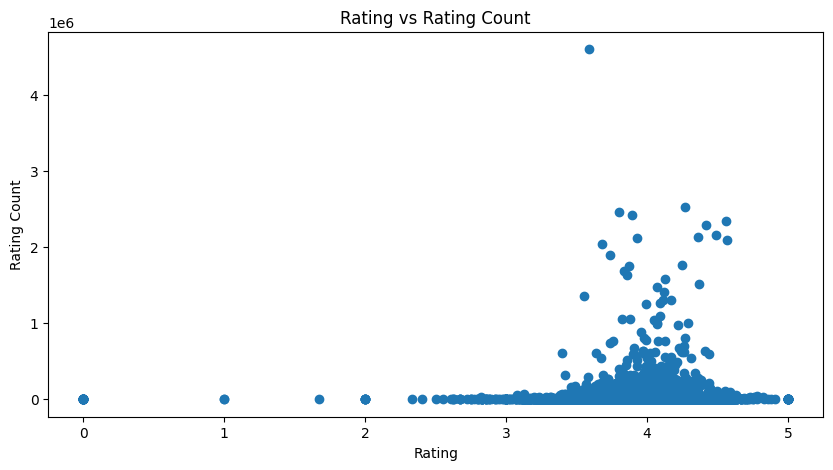 Rating vs Rating Count
1e6
4
3
2
1
0
Rating Count
0 1 2 3 4 5
Rating